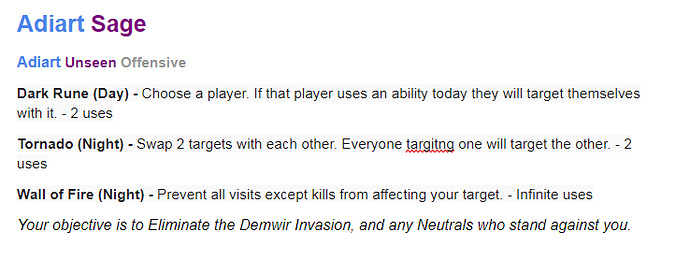 Adiart Sage
Adiart Unseen Offensive
Dark Rune (Day) - Choose a player. If that player uses an ability today they will target themselves
with it. - 2 uses
Tornado (Night) - Swap 2 targets with each other. Everyone targitng one will target the other. - 2
uses
Wall of Fire (Night) - Prevent all visits except kills from affecting your target. - Infinite uses
Your objective is to Eliminate the Demwir Invasion, and any Neutrals who stand against you.